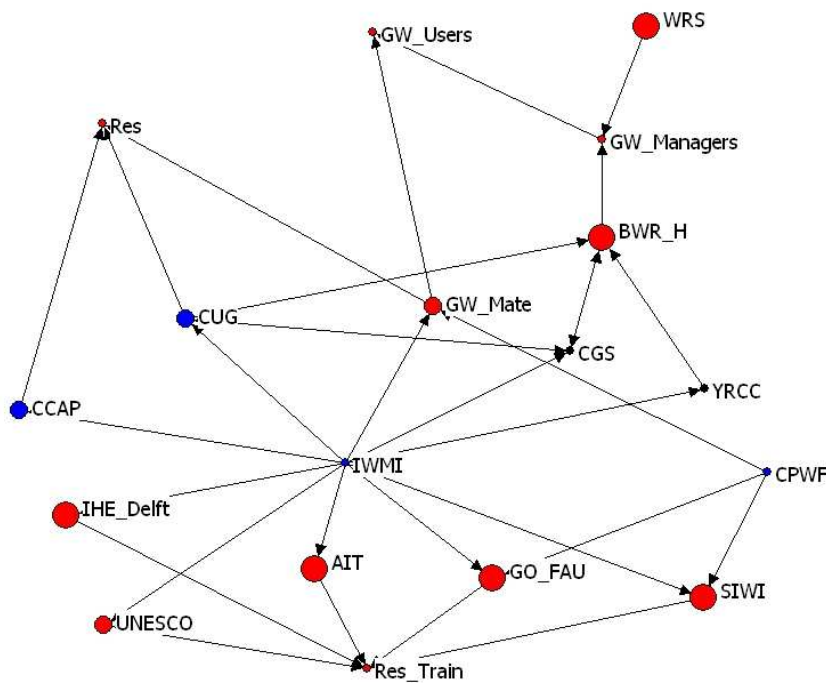 WRS
GW_Users
Res
GW_Managers
BWR_H
GW_Mate
CUG
CGS
YRCC
CCAP
IWMI
CPWF
IHE_Delft
AIT
GO_FAU
SIWI
UNESCO
Res_Train